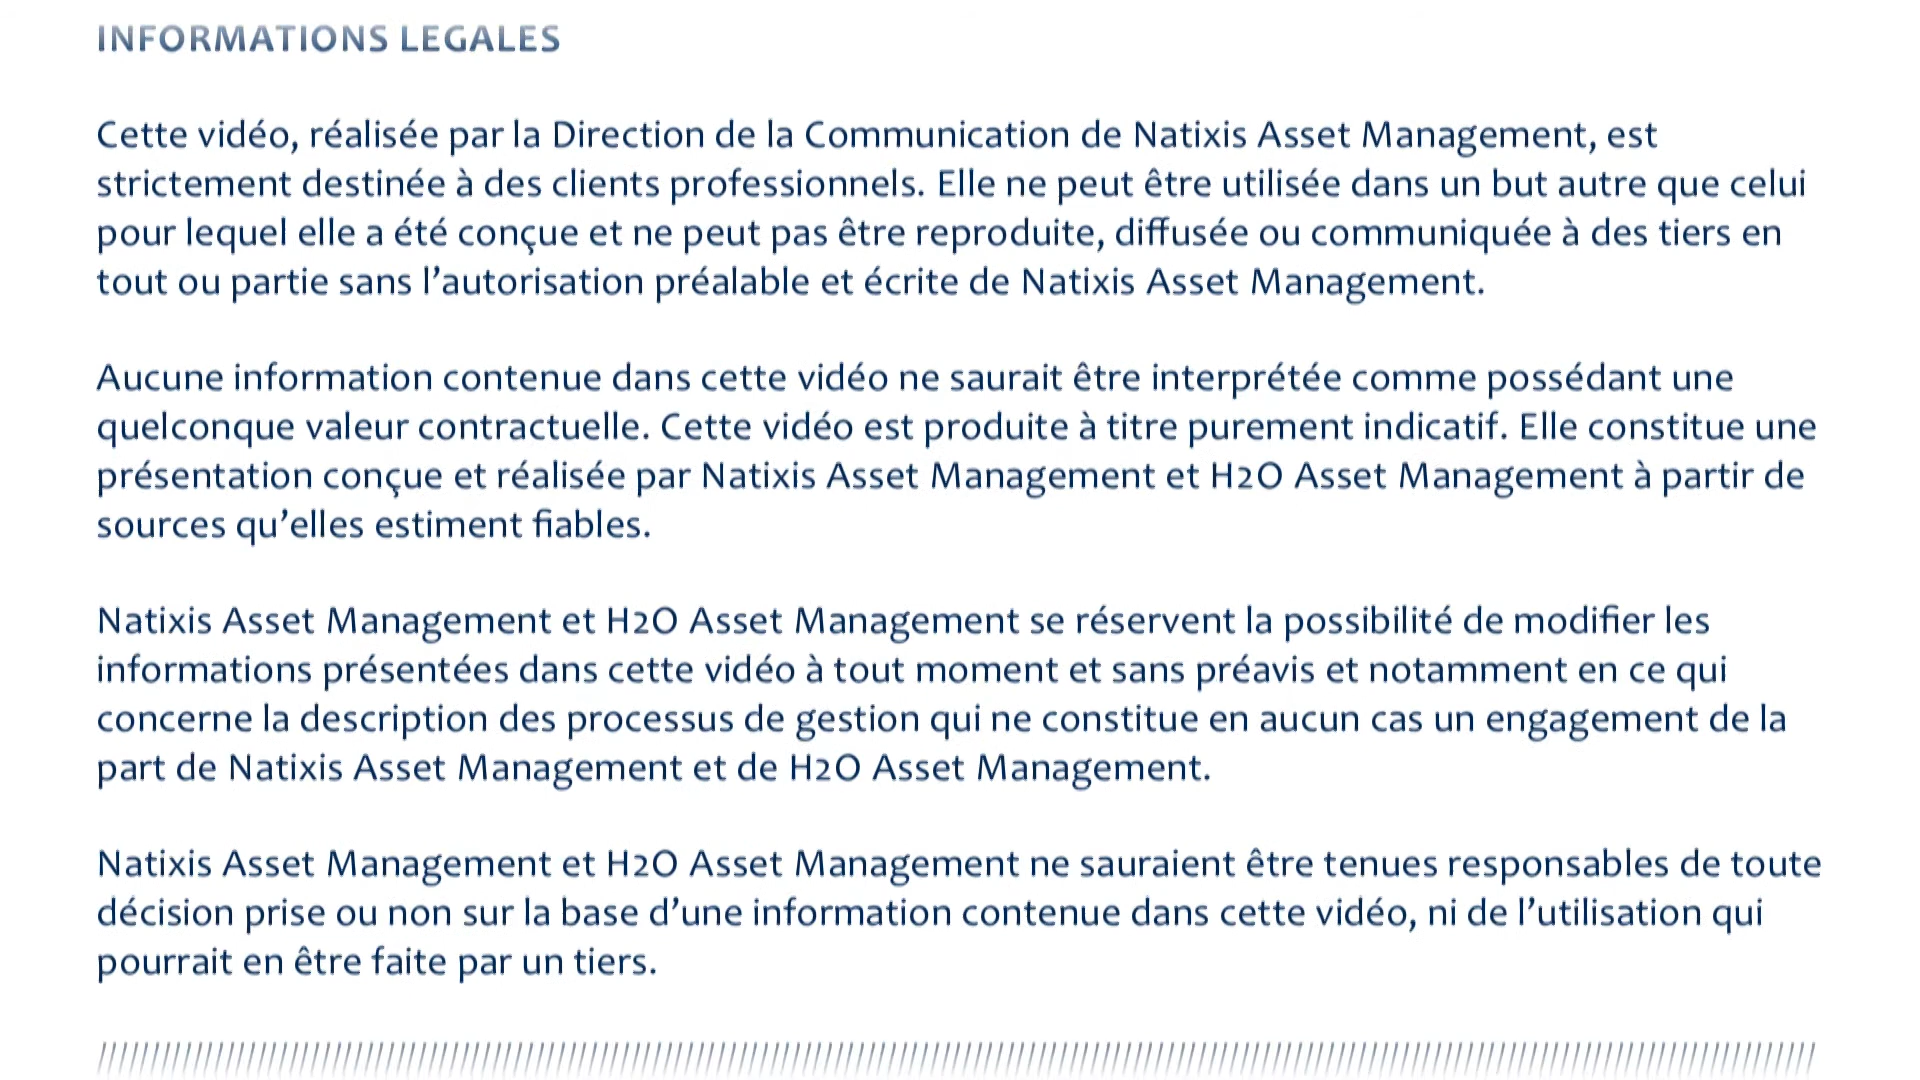 INFORMATIONS LEGALES
Cette vidéo, réalisée par la Direction de la Communication de Natixis Asset Management, est
strictement destinée à des clients professionnels. Elle ne peut être utilisée dans un but autre que celui
pour lequel elle a été conçue et ne peut pas être reproduite, diffusée ou communiquée à des tiers en
tout ou partie sans l’autorisation préalable et écrite de Natixis Asset Management.
Aucune information contenue dans cette vidéo ne saurait être interprétée comme possédant une
quelconque valeur contractuelle. Cette vidéo est produite à titre purement indicatif. Elle constitue une
présentation conçue et réalisée par Natixis Asset Management et H2O Asset Management à partir de
sources qu’elles estiment fiables.
Natixis Asset Management et H2O Asset Management se réservent la possibilité de modifier les
informations présentées dans cette vidéo à tout moment et sans préavis et notamment en ce qui
concerne la description des processus de gestion qui ne constitue en aucun cas un engagement de la
part de Natixis Asset Management et de H2O Asset Management.
Natixis Asset Management et H2O Asset Management ne sauraient être tenues responsables de toute
décision prise ou non sur la base d’une information contenue dans cette vidéo, ni de l’utilisation qui
pourrait en être faite par un tiers.